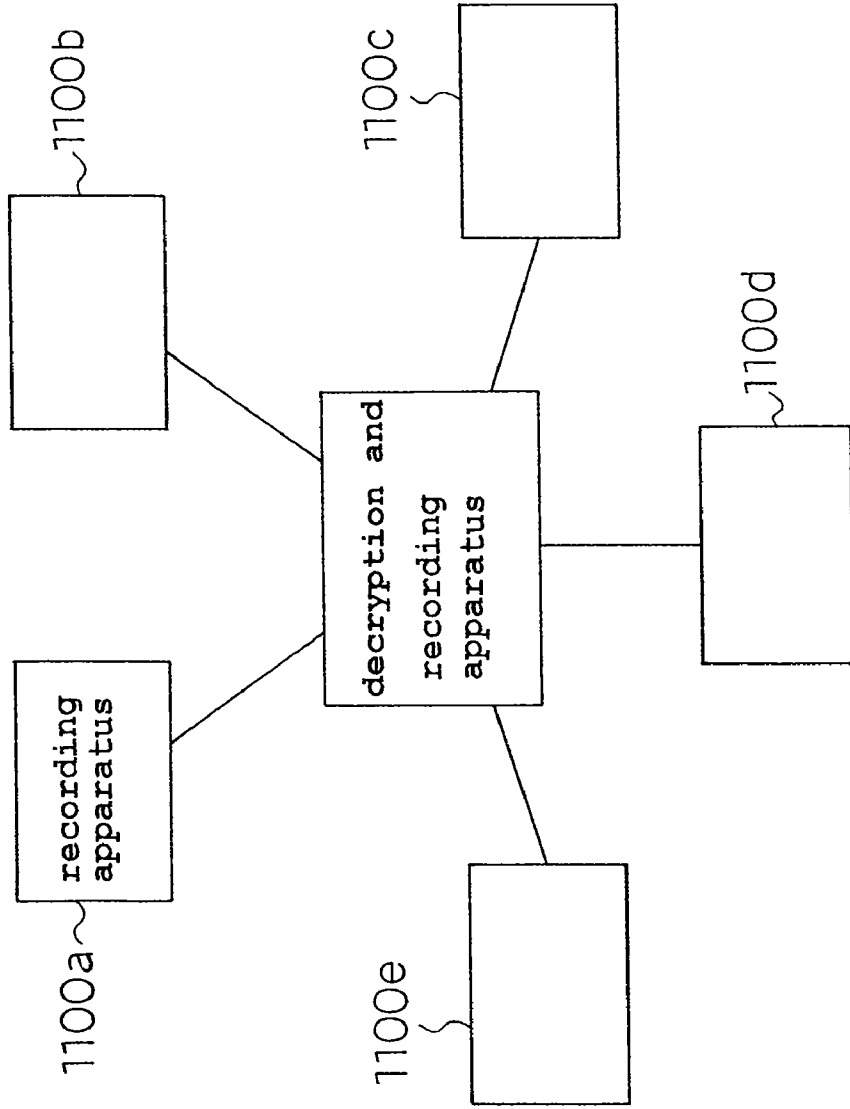 1100a
recording
apparatus
1100b
decryption and
recording
apparatus
1100e
1100c
1100d